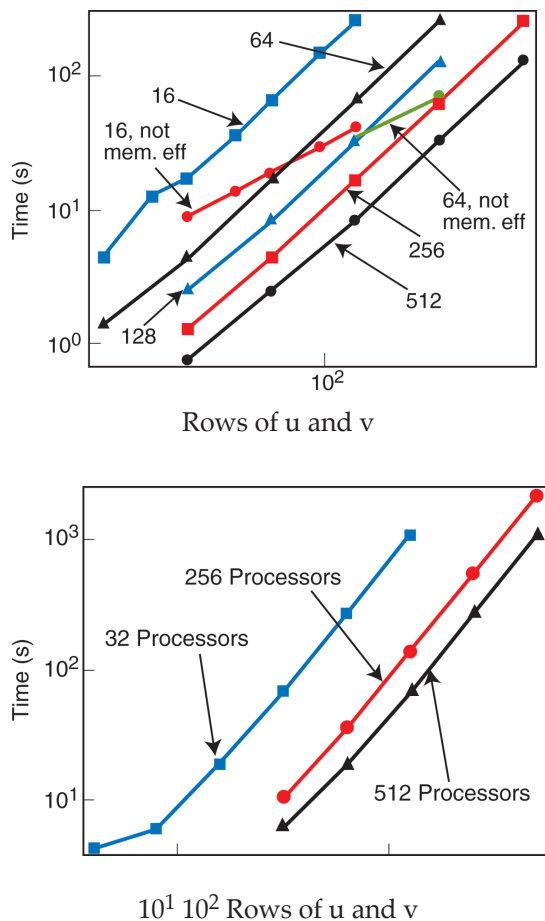 10²
64
16
16, not
mem. eff
Time (s)
10¹
64, not
mem. eff
256
512
128
10⁰
10²
Rows of u and v
10³
256 Processors
32 Processors
Time (s)
10²
512 Processors
10¹
10¹ 10² Rows of u and v